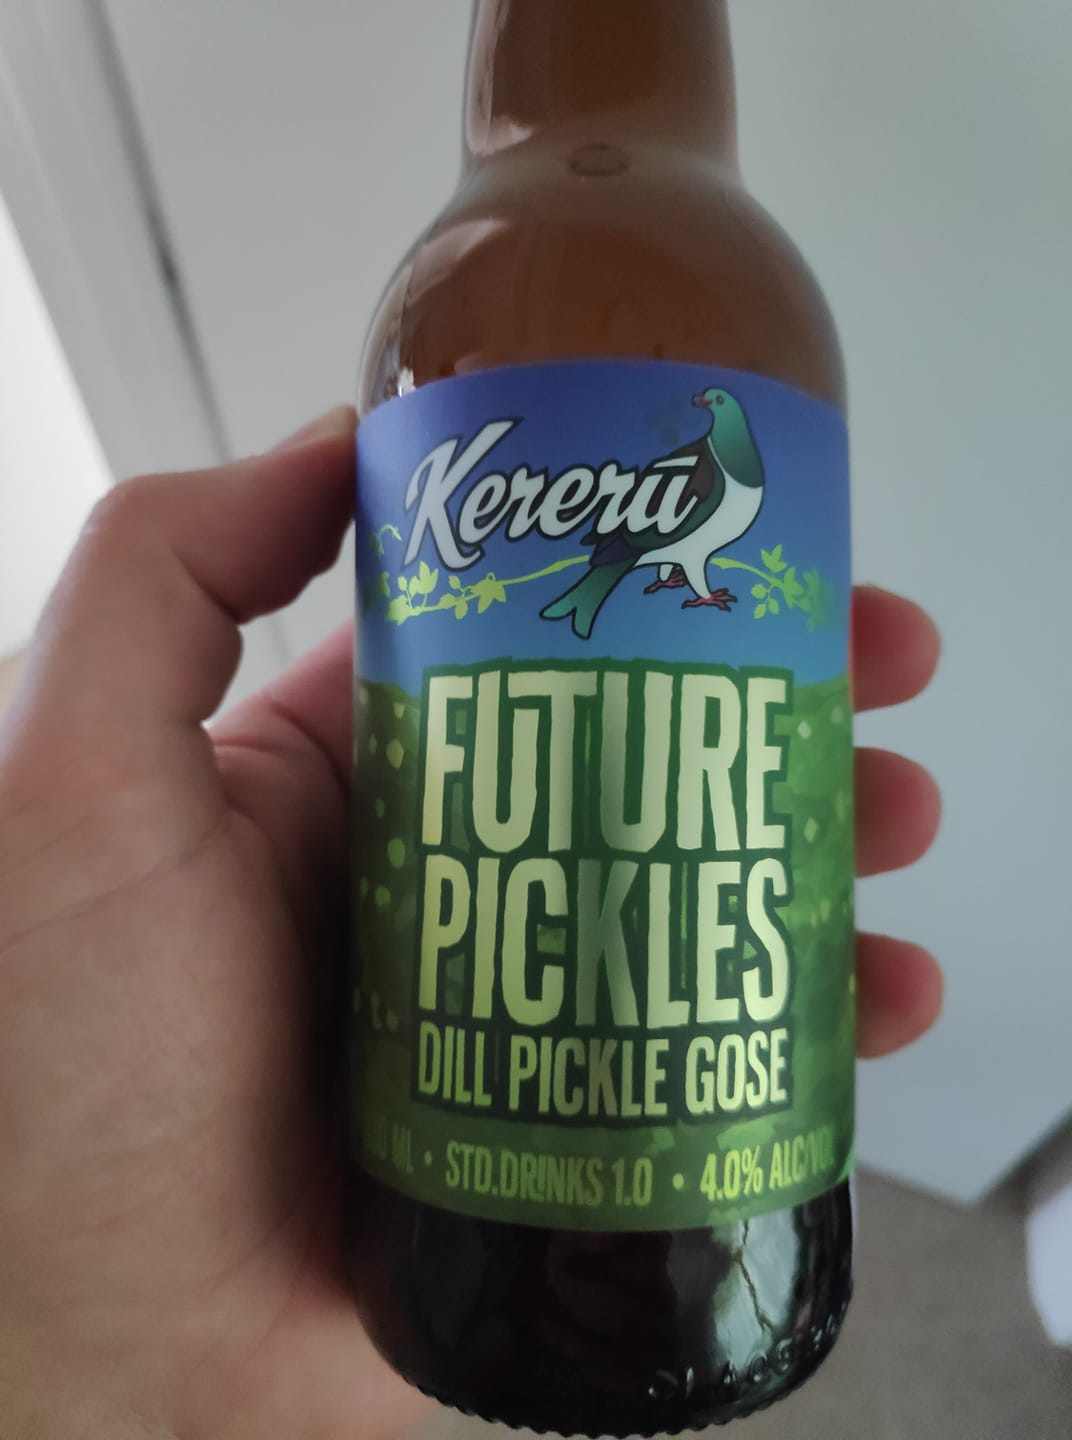 Kererū
FUTURE
PICKLES
DILL PICKLE GOSE
ML • STD.DRINKS 1.0 • 4.0% ALC/VOL